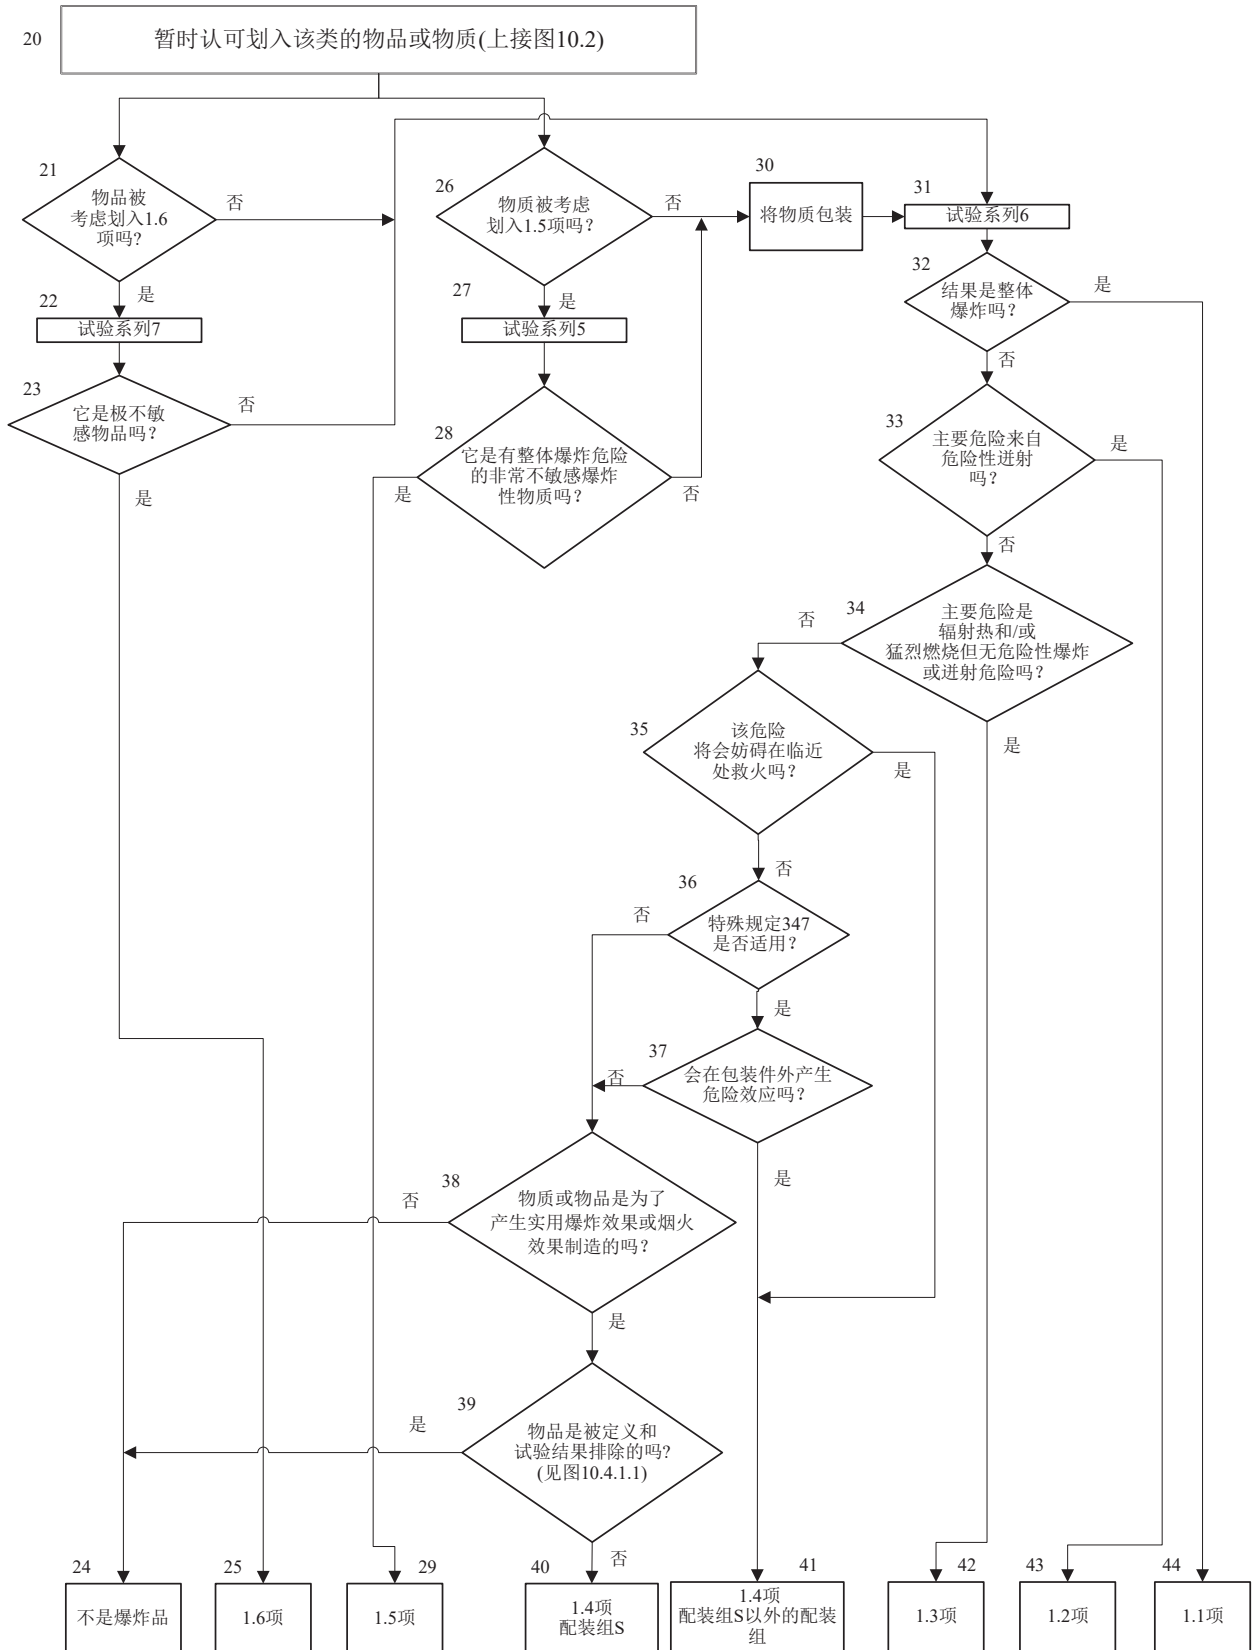 20
暂时认可划入该类的物品或物质(上接图10.2)
21
物品被
考虑划入1.6
项吗?
否
是
22
试验系列7
23
它是极不敏
感物品吗?
否
是
26
物质被考虑
划入1.5项吗?
否
是
27
试验系列5
28
它是有整体爆炸危险
的非常不敏感爆炸
性物质吗?
是
否
30
将物质包装
31
试验系列6
32
结果是整体
爆炸吗?
是
否
33
主要危险来自
危险性迸射
吗?
是
否
34
主要危险是
辐射热和/或
猛烈燃烧但无危险性爆炸
或迸射危险吗?
否
是
35
该危险
将会妨碍在临近
处救火吗?
是
否
36
特殊规定347
是否适用?
否
是
37
会在包装件外产生
危险效应吗?
否
是
38
物质或物品是为了
产生实用爆炸效果或烟火
效果制造的吗?
否
是
39
物品是被定义和
试验结果排除的吗?
(见图10.4.1.1)
是
否
24
不是爆炸品
25
1.6项
29
1.5项
40
1.4项
配装组S
41
1.4项
配装组S以外的配装
组
42
1.3项
43
1.2项
44
1.1项